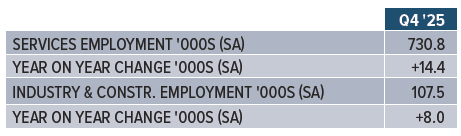 Q4 '25
SERVICES EMPLOYMENT '000S (SA) 730.8
YEAR ON YEAR CHANGE '000S (SA) +14.4
INDUSTRY & CONSTR. EMPLOYMENT '000S (SA) 107.5
YEAR ON YEAR CHANGE '000S (SA) +8.0